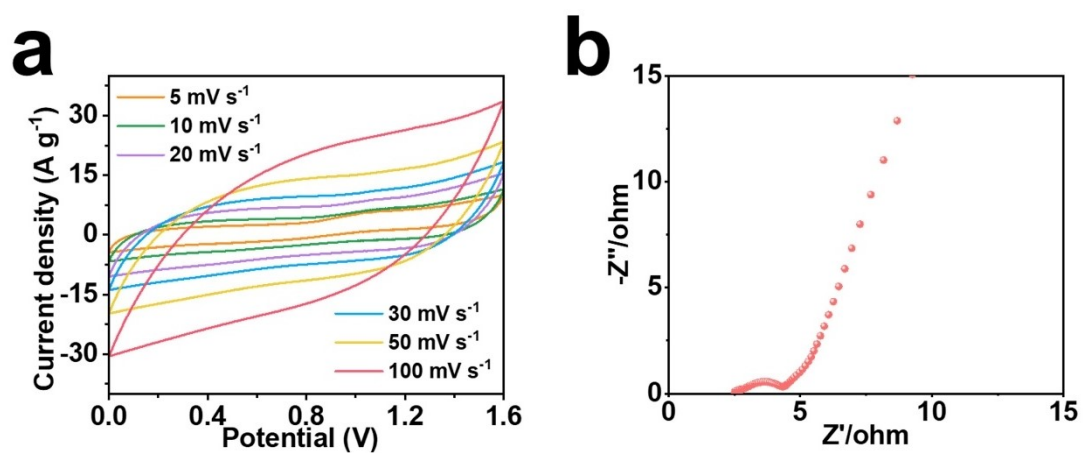 a
Current density (A g⁻¹)
30
15
0
-15
-30
5 mV s⁻¹
10 mV s⁻¹
20 mV s⁻¹
30 mV s⁻¹
50 mV s⁻¹
100 mV s⁻¹
0.0 0.4 0.8 1.2 1.6
Potential (V)
b
-Z''/ohm
15
10
5
0
0 5 10 15
Z'/ohm